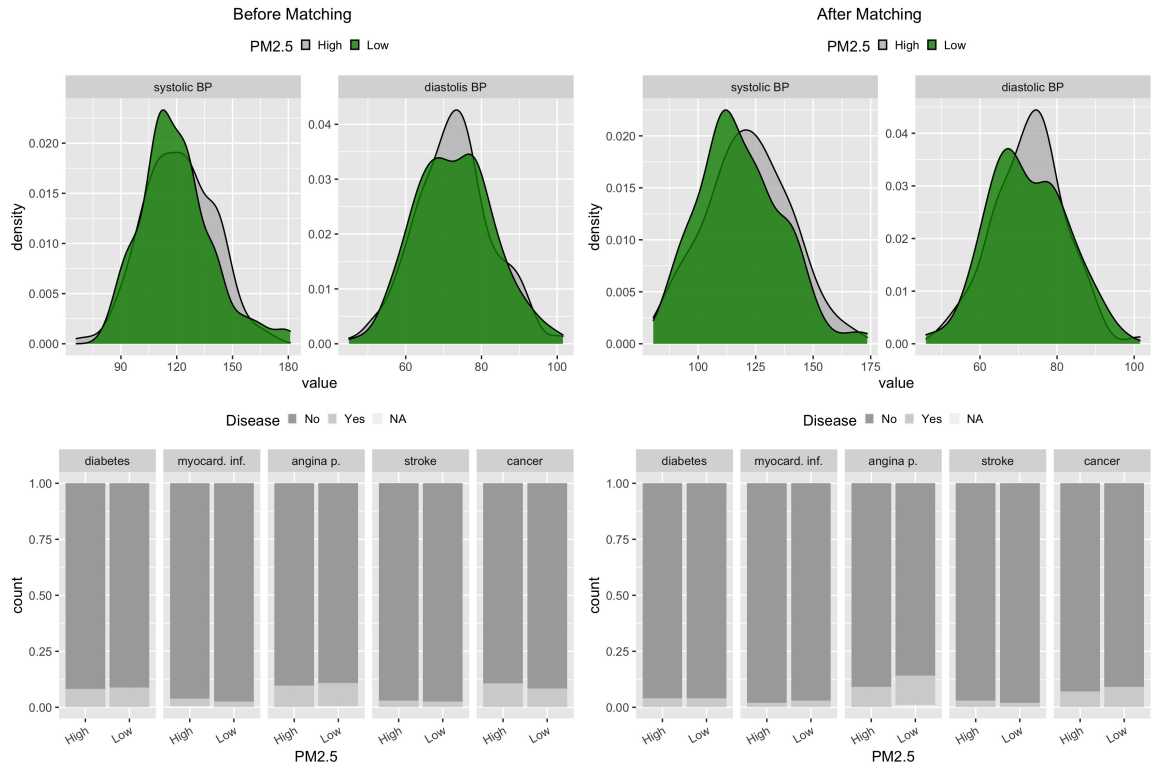 Before Matching
PM2.5 High Low
systolic BP diastolis BP
density
0.020
0.015
0.010
0.005
0.000
0.04
0.03
0.02
0.01
0.00
90 120 150 180
60 80 100
value
After Matching
PM2.5 High Low
systolic BP diastolic BP
density
0.020
0.015
0.010
0.005
0.000
0.04
0.03
0.02
0.01
0.00
100 125 150 175
60 80 100
value
Disease No Yes NA
diabetes myocard. inf. angina p. stroke cancer
count
1.00
0.75
0.50
0.25
0.00
High Low High Low High Low High Low High Low
PM2.5
Disease No Yes NA
diabetes myocard. inf. angina p. stroke cancer
count
1.00
0.75
0.50
0.25
0.00
High Low High Low High Low High Low High Low
PM2.5